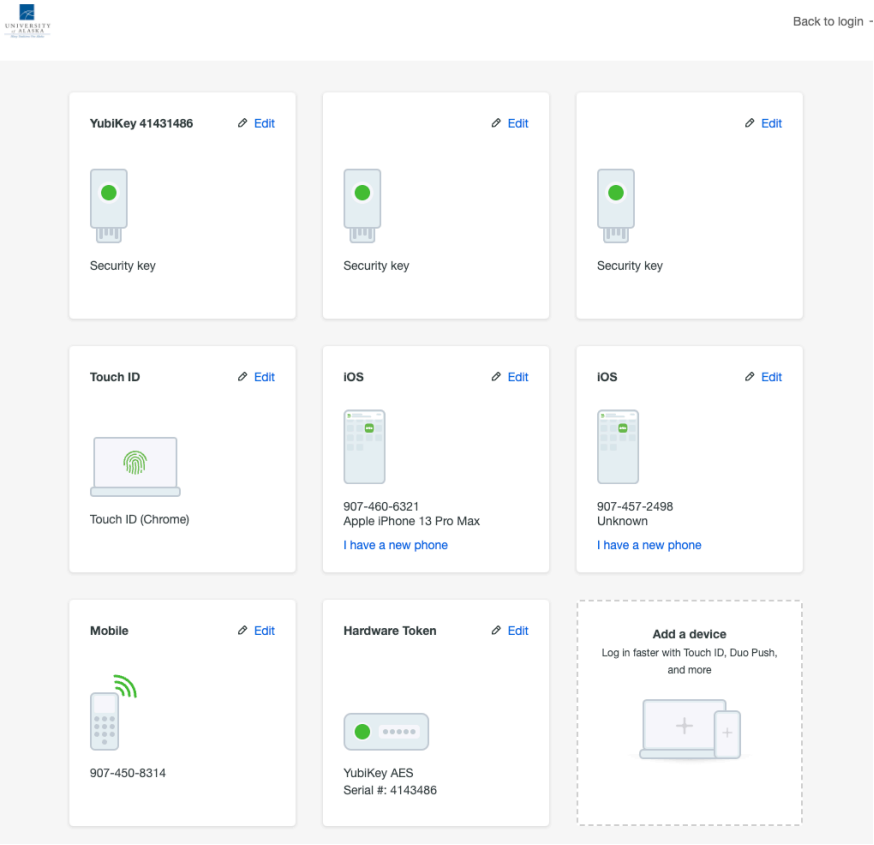 UNIVERSITY
of ALASKA
Back to login
YubiKey 41431486
Edit
Security key
Edit
Security key
Edit
Security key
Touch ID
Edit
Touch ID (Chrome)
iOS
Edit
907-460-6321
Apple iPhone 13 Pro Max
I have a new phone
iOS
Edit
907-457-2498
Unknown
I have a new phone
Mobile
Edit
907-450-8314
Hardware Token
Edit
YubiKey AES
Serial #: 4143486
Add a device
Log in faster with Touch ID, Duo Push,
and more